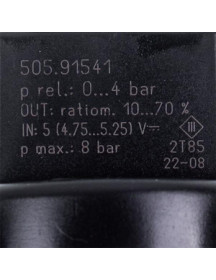 505.91541
p rel.: 0...4 bar
OUT: ratiom. 10...70 %
IN: 5 (4.75...5.25) V⎓
p max.: 8 bar 2T85
22-08